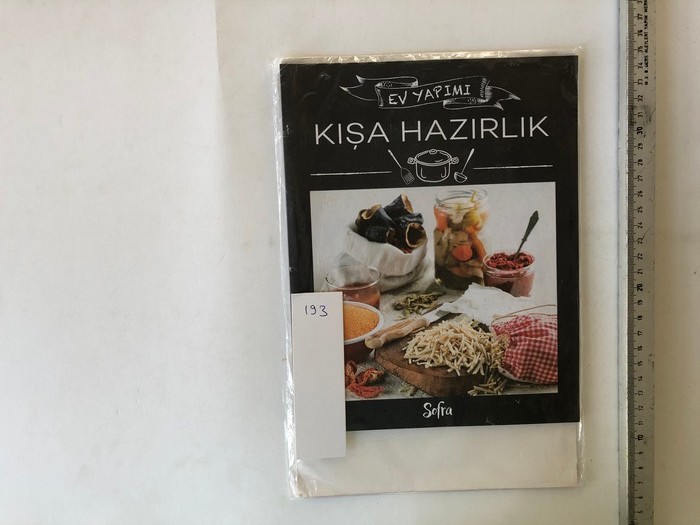 EV YAPIMI
KIŞA HAZIRLIK
193
Sofra